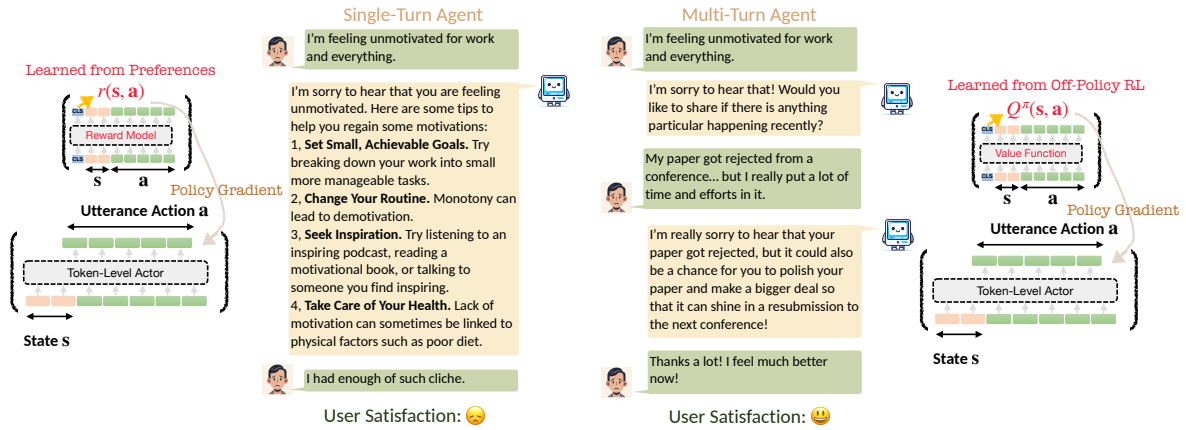 Single-Turn Agent
Multi-Turn Agent
Learned from Preferences
r(s, a)
CLS
Reward Model
CLS
s
a
Policy Gradient
Utterance Action a
Token-Level Actor
State s
I'm feeling unmotivated for work
and everything.
I'm sorry to hear that you are feeling
unmotivated. Here are some tips to
help you regain some motivations:
1, Set Small, Achievable Goals. Try
breaking down your work into small
more manageable tasks.
2, Change Your Routine. Monotony can
lead to demotivation.
3, Seek Inspiration. Try listening to an
inspiring podcast, reading a
motivational book, or talking to
someone you find inspiring.
4, Take Care of Your Health. Lack of
motivation can sometimes be linked to
physical factors such as poor diet.
I had enough of such cliche.
User Satisfaction: 😞
I'm feeling unmotivated for work
and everything.
I'm sorry to hear that! Would you
like to share if there is anything
particular happening recently?
My paper got rejected from a
conference... but I really put a lot of
time and efforts in it.
I'm really sorry to hear that your
paper got rejected, but it could also
be a chance for you to polish your
paper and make a bigger deal so
that it can shine in a resubmission to
the next conference!
Thanks a lot! I feel much better
now!
User Satisfaction: 😃
Learned from Off-Policy RL
Q^π(s, a)
CLS
Value Function
CLS
s
a
Policy Gradient
Utterance Action a
Token-Level Actor
State s